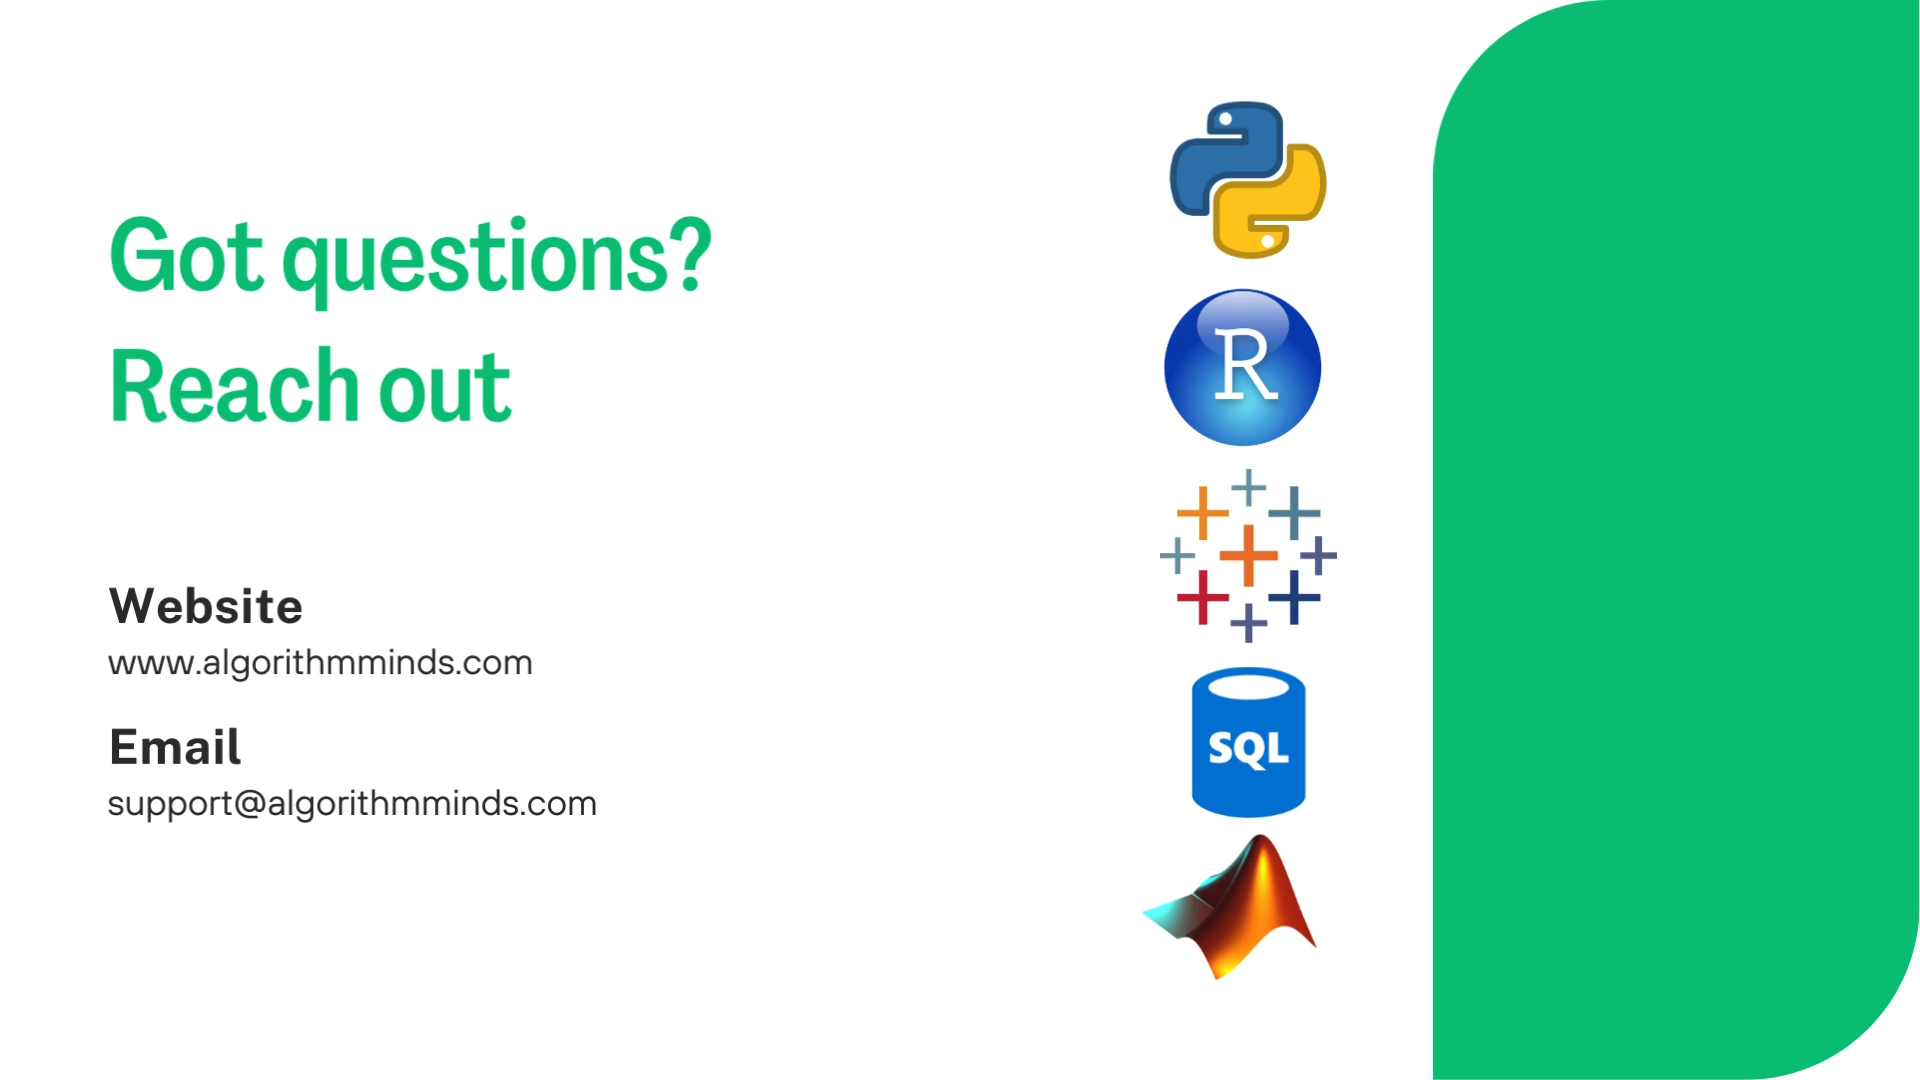 Got questions?
Reach out
Website
www.algorithmminds.com
Email
support@algorithmminds.com
R
SQL